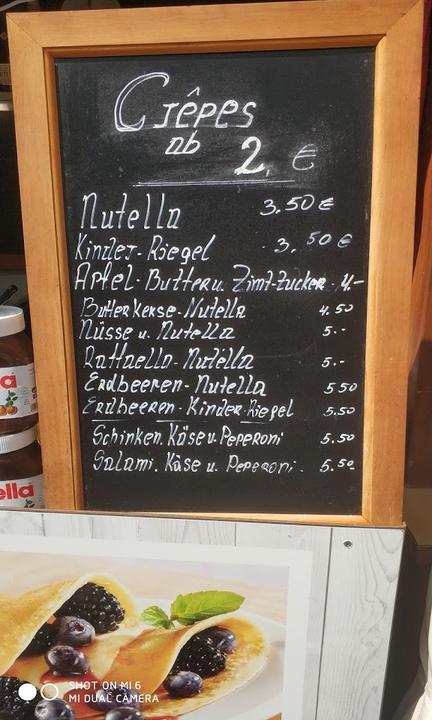 Crêpes
ab 2,- €
Nutella 3,50 €
Kinder-Riegel 3,50 €
Apfel-Butter u. Zimt-Zucker 4,-
Butterkekse-Nutella 4.50
Nüsse u. Nutella 5.-
Raffaello-Nutella 5.-
Erdbeeren-Nutella 5.50
Erdbeeren-Kinder-Riegel 5,50
Schinken, Käse u. Peperoni 5.50
Salami, Käse u. Peperoni. 5.50
a
ella
SHOT ON MI 6
MI DUAL CAMERA